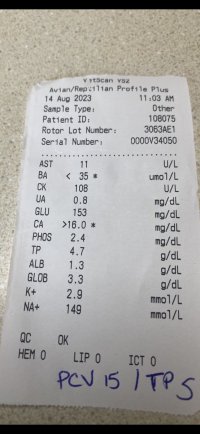 VetScan VS2
Avian/Reptilian Profile Plus
14 Aug 2023 11:03 AM
Sample Type: Other
Patient ID: 108075
Rotor Lot Number: 3063AE1
Serial Number: 0000V34050
AST 11 U/L
BA < 35 * umol/L
CK 108 U/L
UA 0.8 mg/dL
GLU 153 mg/dL
CA >16.0 * mg/dL
PHOS 2.4 mg/dL
TP 4.7 g/dL
ALB 1.3 g/dL
GLOB 3.3 g/dL
K+ 2.9 mmol/L
NA+ 149 mmol/L
QC OK
HEM 0 LIP 0 ICT 0
PCV 15 / TP 5